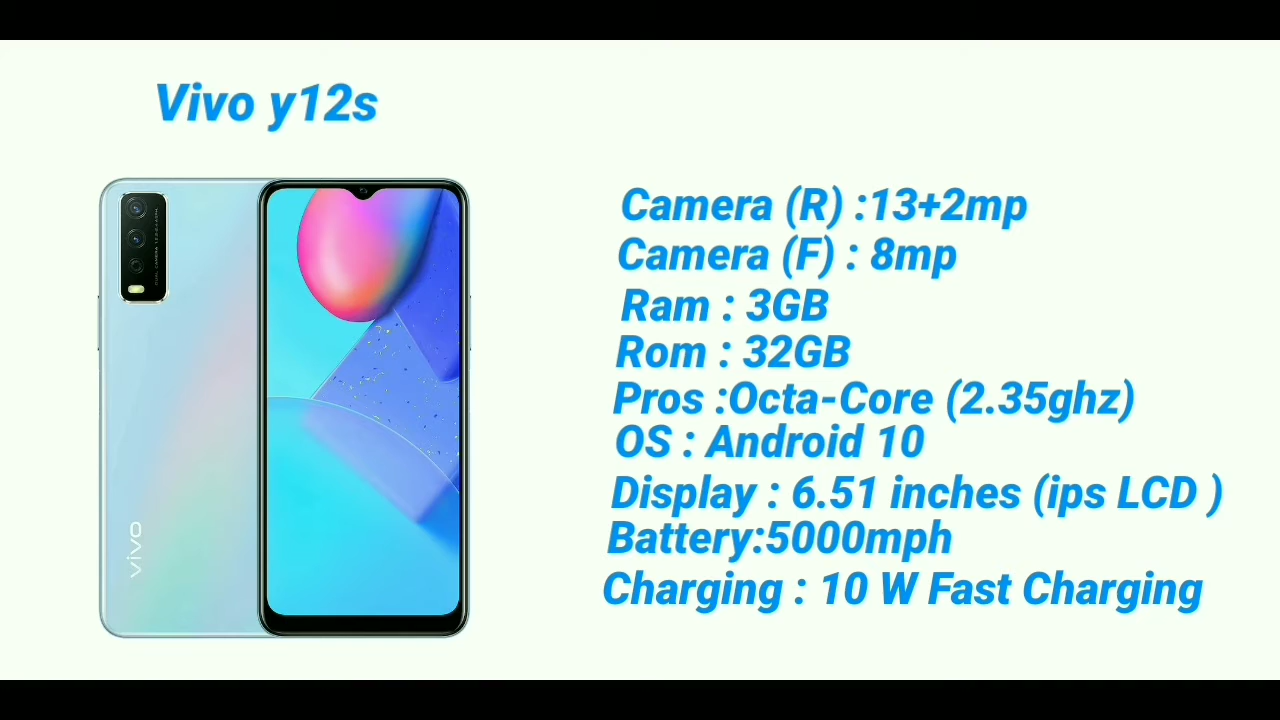 Vivo y12s
vivo
Camera (R) :13+2mp
Camera (F) : 8mp
Ram : 3GB
Rom : 32GB
Pros :Octa-Core (2.35ghz)
OS : Android 10
Display : 6.51 inches (ips LCD )
Battery:5000mph
Charging : 10 W Fast Charging